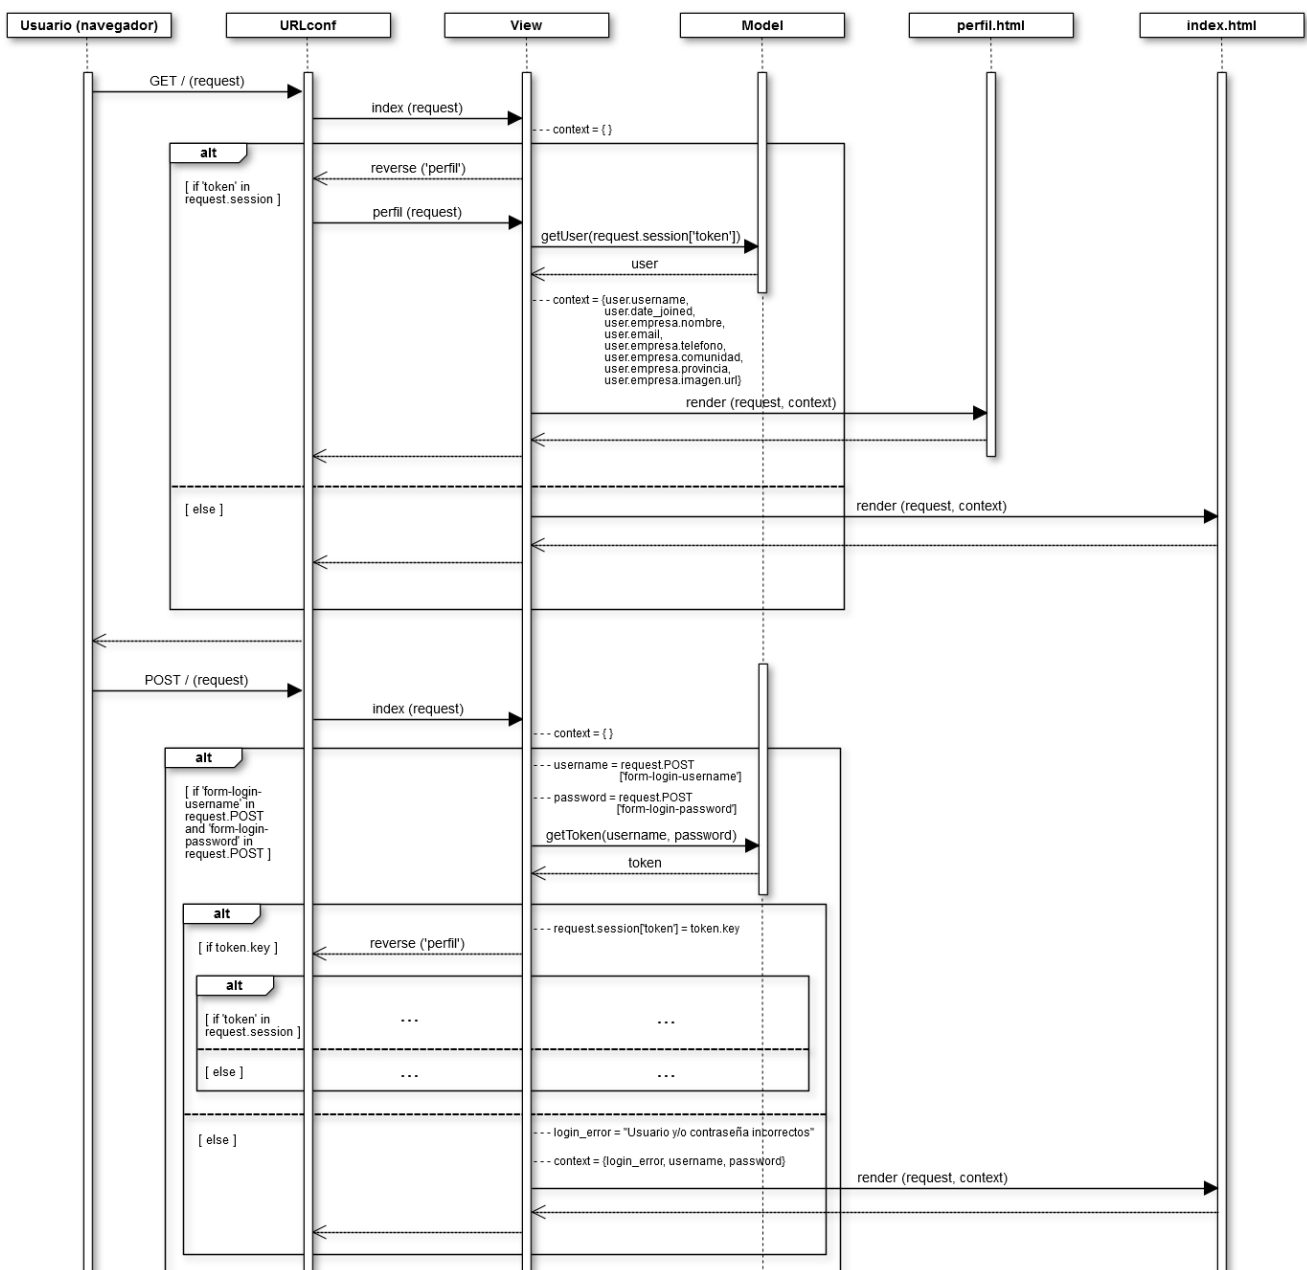 Usuario (navegador)
URLconf
View
Model
perfil.html
index.html
GET / (request)
index (request)
- - - context = { }
alt
reverse ('perfil')
[ if 'token' in
request.session ]
perfil (request)
getUser(request.session['token'])
user
- - - context = {user.username,
user.date_joined,
user.empresa.nombre,
user.email,
user.empresa.telefono,
user.empresa.comunidad,
user.empresa.provincia,
user.empresa.imagen.url}
render (request, context)
[ else ]
render (request, context)
POST / (request)
index (request)
- - - context = { }
alt
- - - username = request.POST
['form-login-username']
[ if 'form-login-
username' in
request.POST
and 'form-login-
password' in
request.POST ]
- - - password = request.POST
['form-login-password']
getToken(username, password)
token
alt
- - - request.session['token'] = token.key
[ if token.key ]
reverse ('perfil')
alt
[ if 'token' in
request.session ]
...
...
[ else ]
...
...
[ else ]
- - - login_error = "Usuario y/o contraseña incorrectos"
- - - context = {login_error, username, password}
render (request, context)